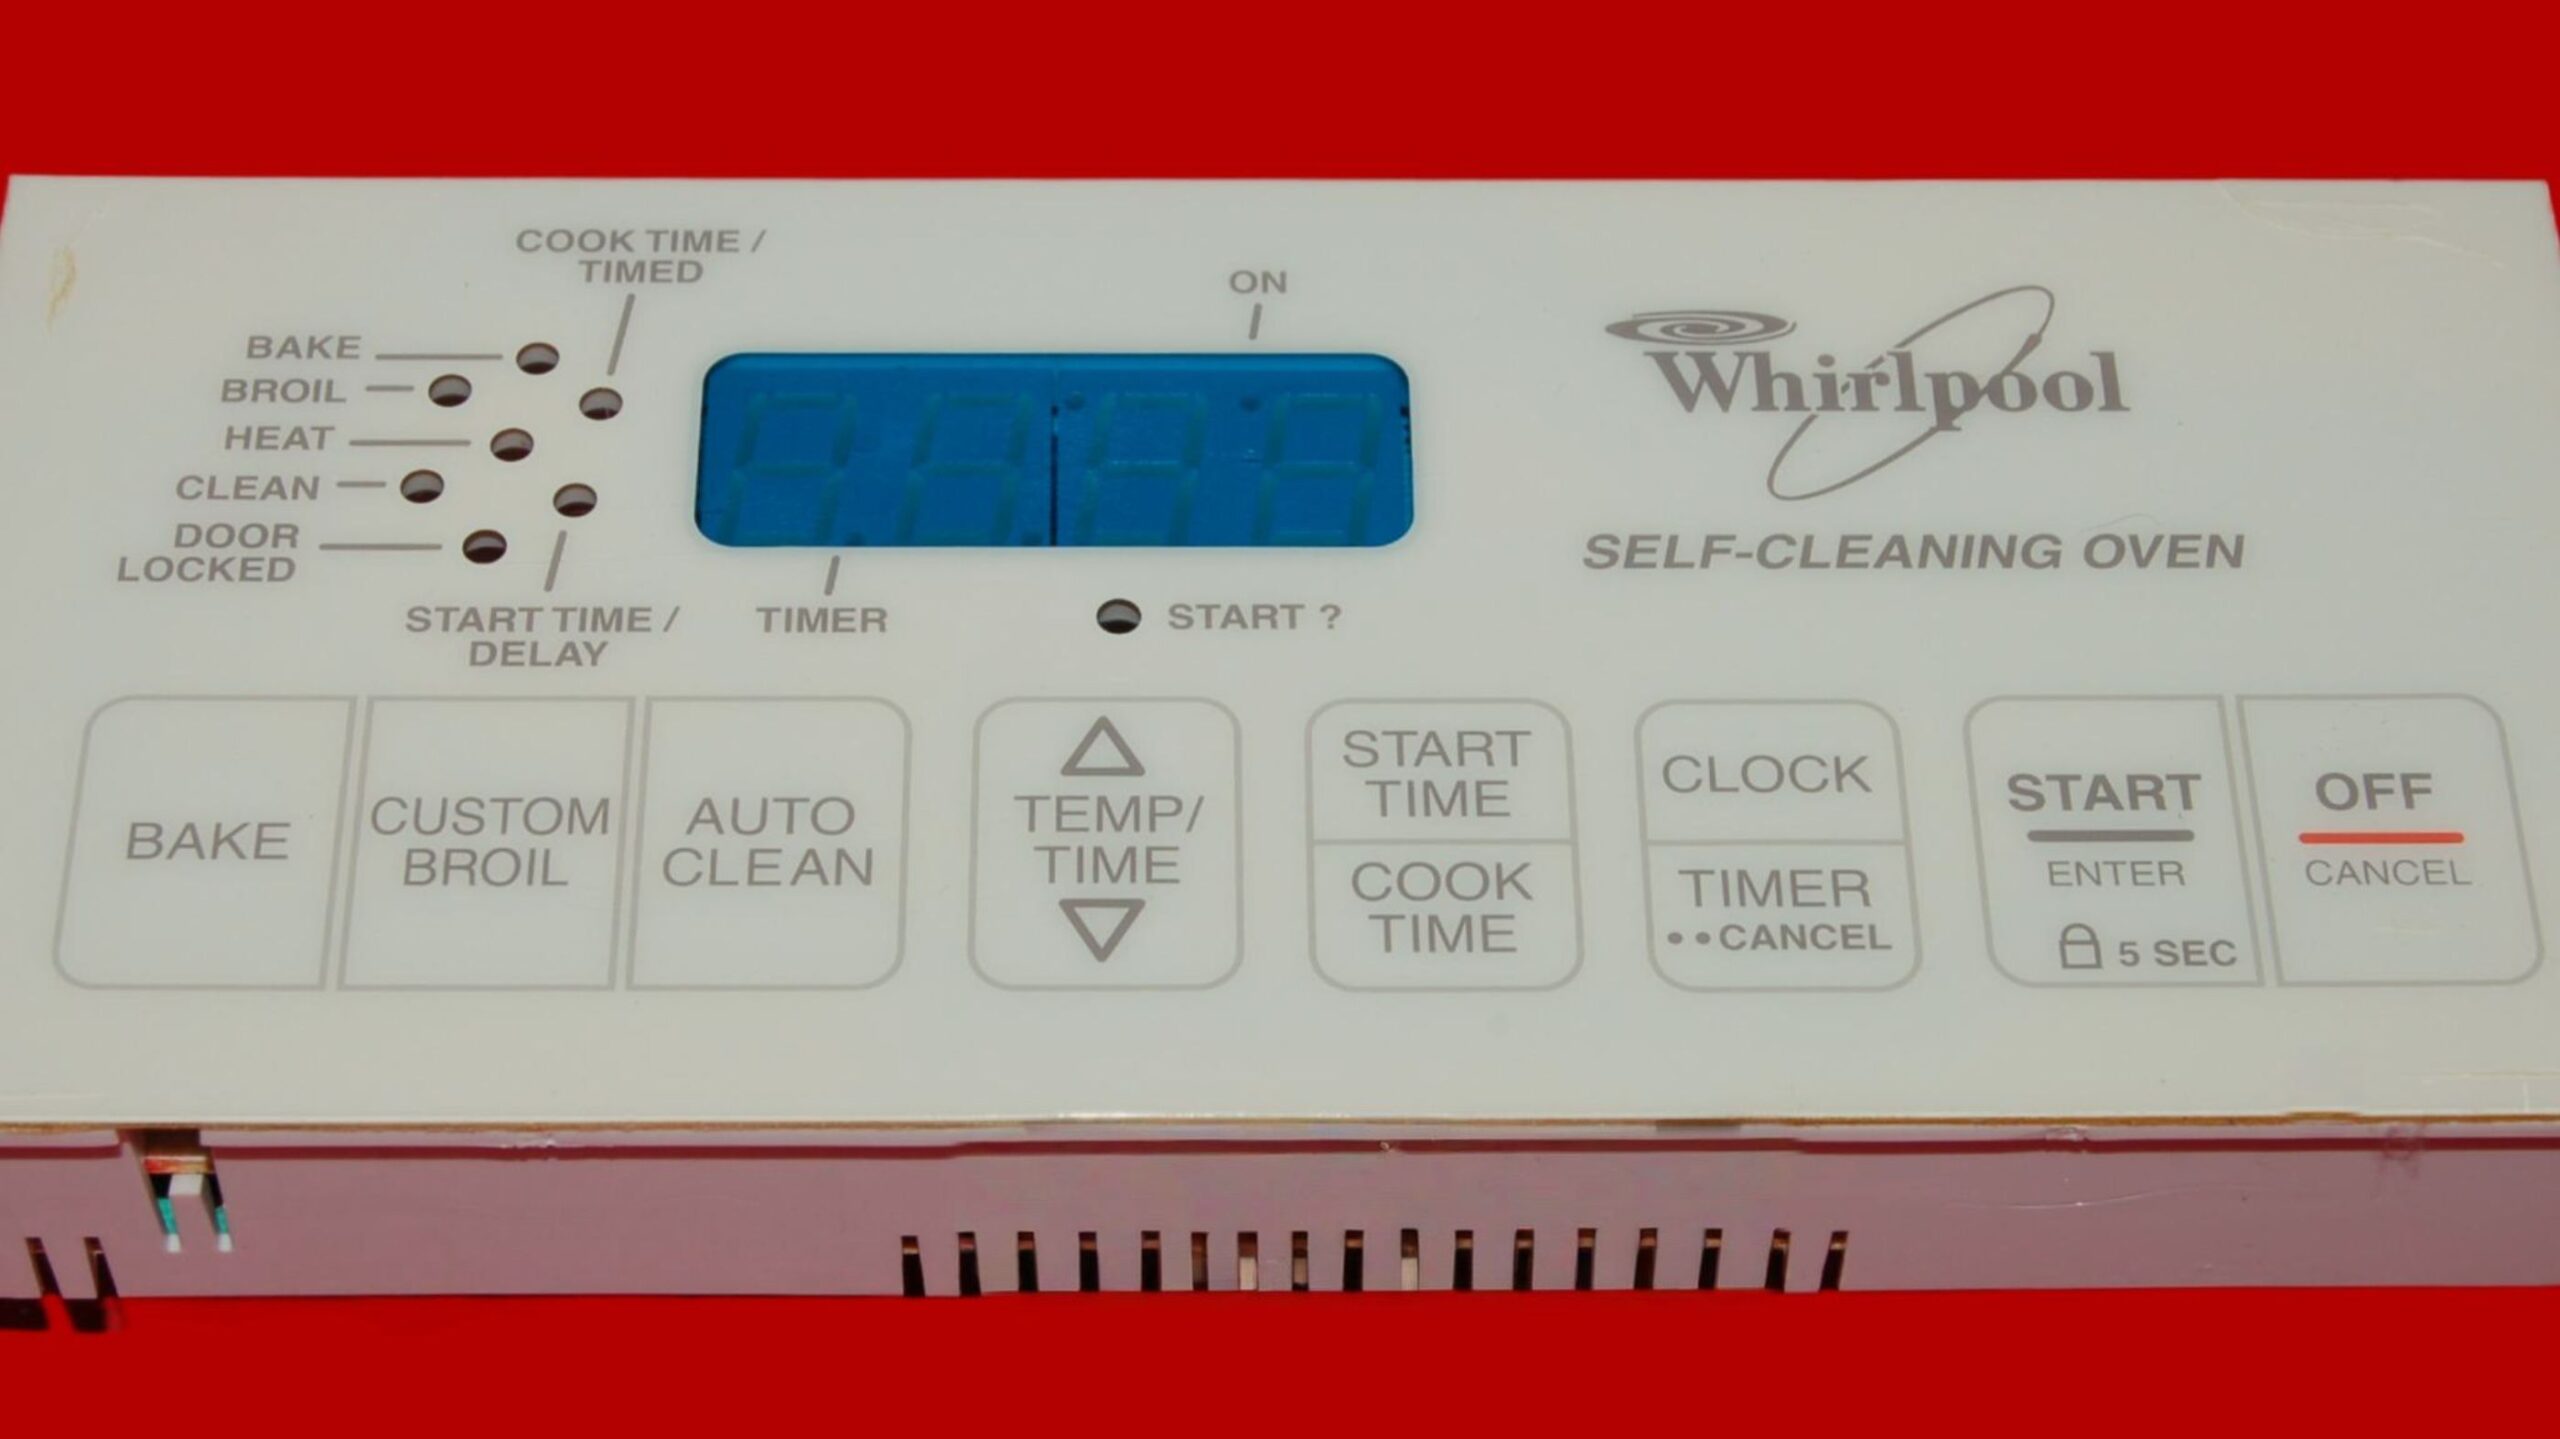 COOK TIME /
TIMED
ON
BAKE
BROIL
HEAT
CLEAN
DOOR
LOCKED
START TIME /
DELAY
TIMER
START ?
Whirlpool
SELF-CLEANING OVEN
BAKE
CUSTOM
BROIL
AUTO
CLEAN
TEMP/
TIME
START
TIME
COOK
TIME
CLOCK
TIMER
••CANCEL
START
ENTER
5 SEC
OFF
CANCEL